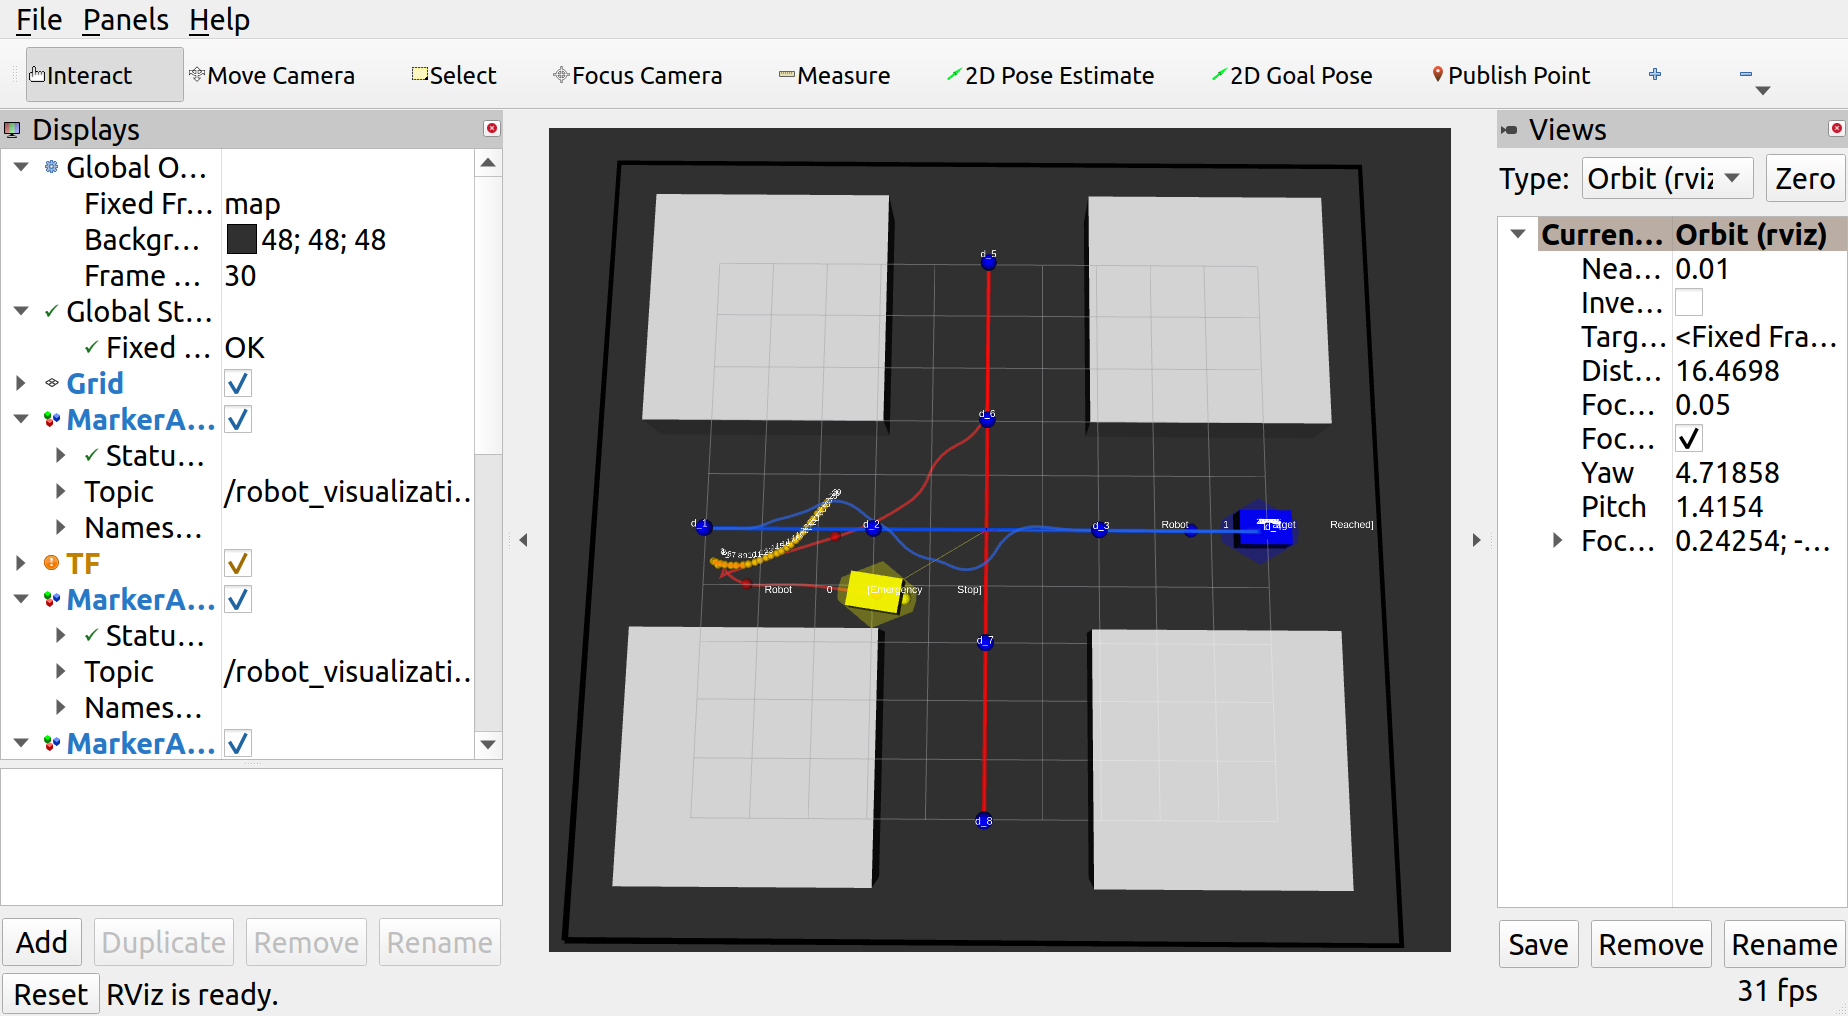 File Panels Help
Interact Move Camera Select Focus Camera Measure 2D Pose Estimate 2D Goal Pose Publish Point
Displays
Global O...
Fixed Fr... map
Backgr... 48; 48; 48
Frame ... 30
Global St...
Fixed ... OK
Grid
MarkerA...
Statu...
Topic /robot_visualizati...
Names...
TF
MarkerA...
Statu...
Topic /robot_visualizati...
Names...
MarkerA...
Add Duplicate Remove Rename
Reset RViz is ready.
d_5
d_6
d_1 d_2 d_3 Robot 1 Reached]
Robot 0 [Emergency Stop]
d_7
d_8
Views
Type: Orbit (rviz Zero
Curren... Orbit (rviz)
Nea... 0.01
Inve...
Targ... <Fixed Fra...
Dist... 16.4698
Foc... 0.05
Foc...
Yaw 4.71858
Pitch 1.4154
Foc... 0.24254; -...
Save Remove Rename
31 fps